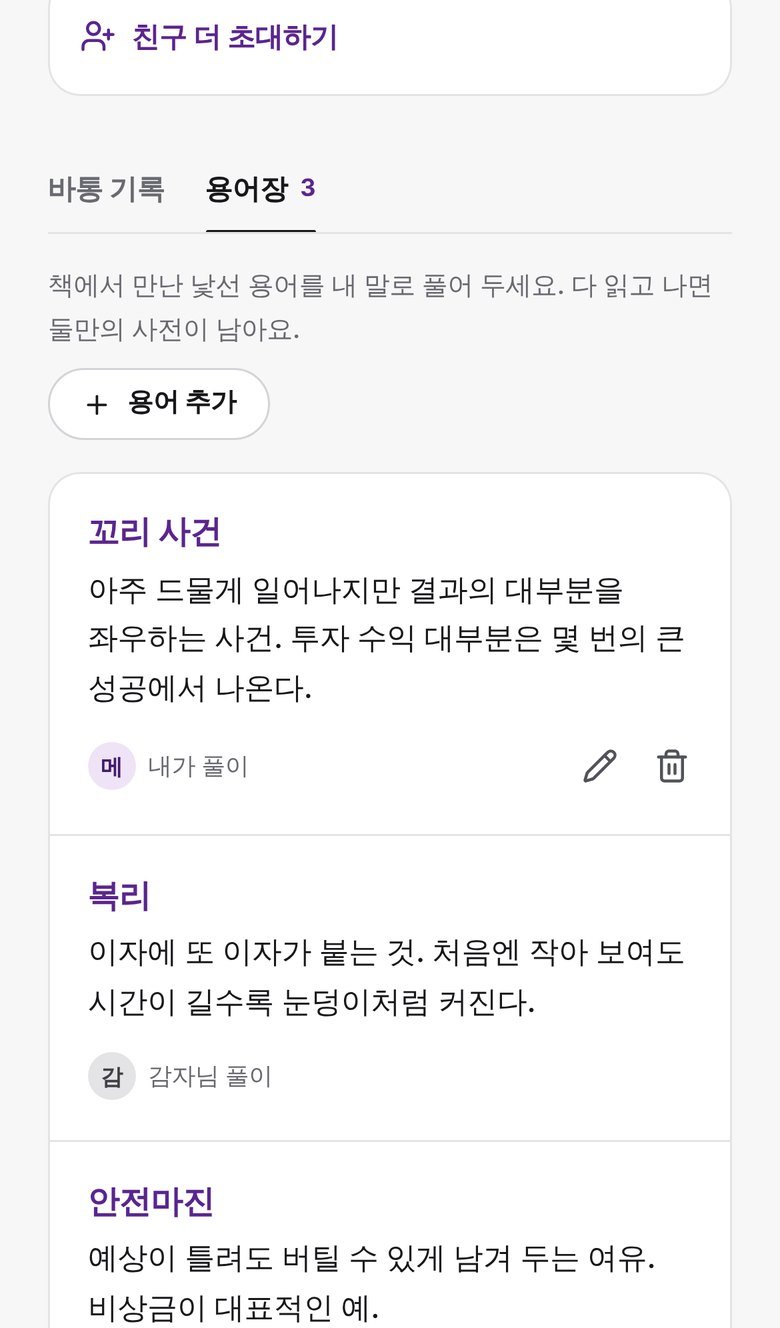 친구 더 초대하기
바통 기록
용어장 3
책에서 만난 낯선 용어를 내 말로 풀어 두세요. 다 읽고 나면
둘만의 사전이 남아요.
용어 추가
꼬리 사건
아주 드물게 일어나지만 결과의 대부분을
좌우하는 사건. 투자 수익 대부분은 몇 번의 큰
성공에서 나온다.
메 내가 풀이
복리
이자에 또 이자가 붙는 것. 처음엔 작아 보여도
시간이 길수록 눈덩이처럼 커진다.
감 감자님 풀이
안전마진
예상이 틀려도 버틸 수 있게 남겨 두는 여유.
비상금이 대표적인 예.